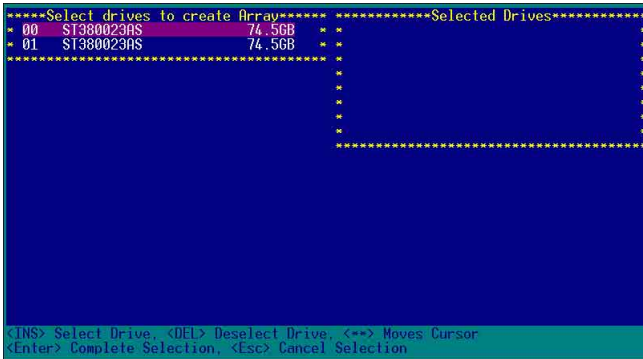 *****Select drives to create Array******
************Selected Drives***********
* 00 ST380023AS 74.5GB *
* 01 ST380023AS 74.5GB *
<INS> Select Drive, <DEL> Deselect Drive, <**> Moves Cursor
<Enter> Complete Selection, <Esc> Cancel Selection